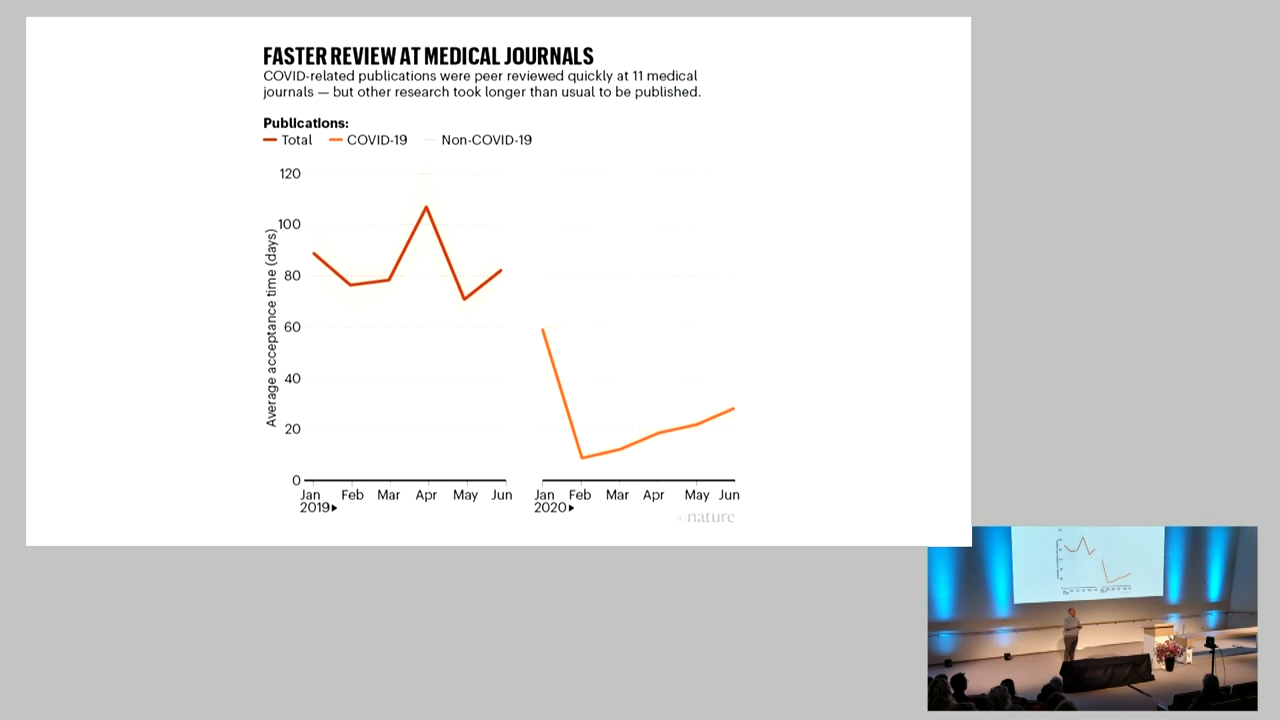 FASTER REVIEW AT MEDICAL JOURNALS
COVID-related publications were peer reviewed quickly at 11 medical
journals — but other research took longer than usual to be published.
Publications:
Total COVID-19 Non-COVID-19
Average acceptance time (days)
120
100
80
60
40
20
0
Jan Feb Mar Apr May Jun Jan Feb Mar Apr May Jun
2019▸ 2020▸
nature